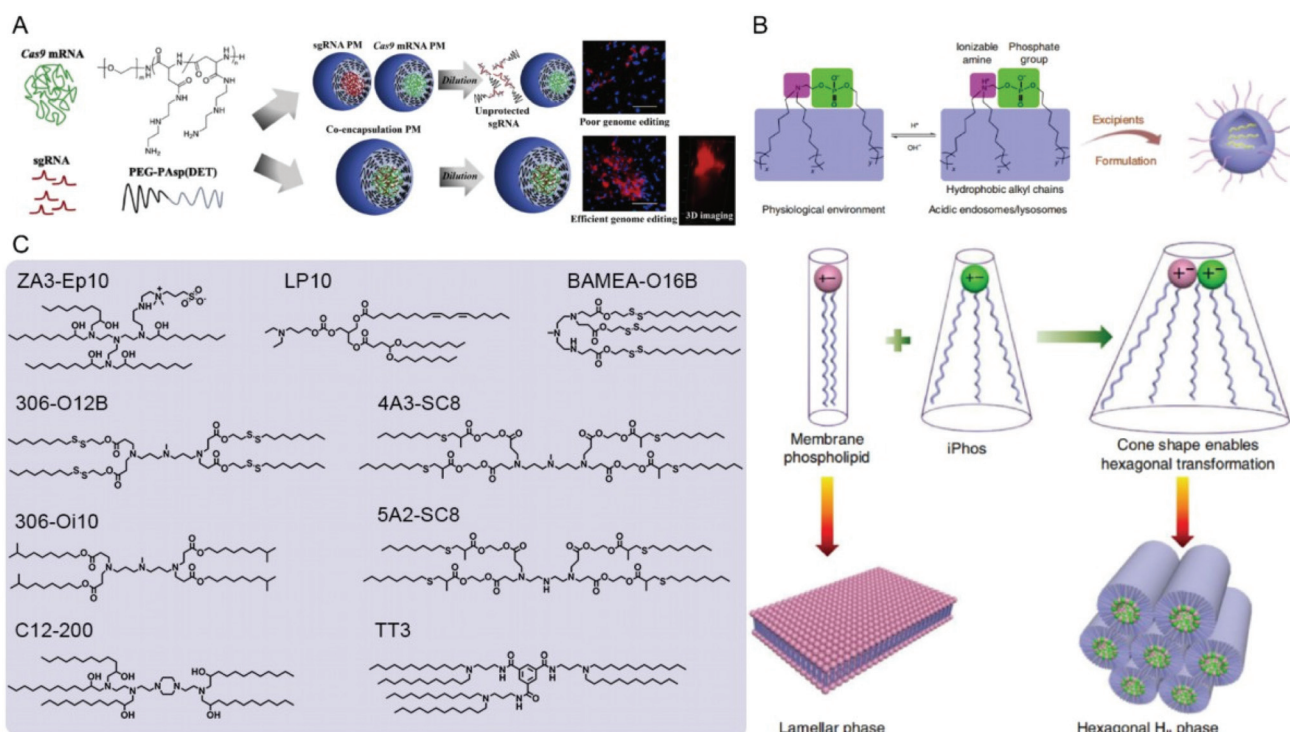 A
Cas9 mRNA
sgRNA
PEG-PAsp(DET)
sgRNA PM
Cas9 mRNA PM
Dilution
Unprotected
sgRNA
Poor genome editing
Co-encapsulation PM
Dilution
Efficient genome editing
3D imaging
B
Ionizable
amine
Phosphate
group
H⁺
OH⁻
Excipients
Formulation
Hydrophobic alkyl chains
Physiological environment
Acidic endosomes/lysosomes
Membrane
phospholipid
iPhos
Cone shape enables
hexagonal transformation
Lamellar phase
Hexagonal H
phase
C
ZA3-Ep10
LP10
BAMEA-O16B
306-O12B
4A3-SC8
306-Oi10
5A2-SC8
C12-200
TT3